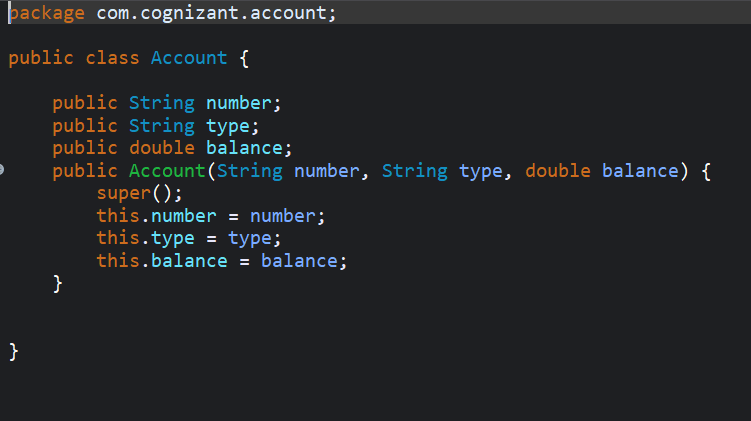 package com.cognizant.account;
public class Account {
public String number;
public String type;
public double balance;
public Account(String number, String type, double balance) {
super();
this.number = number;
this.type = type;
this.balance = balance;
}
}